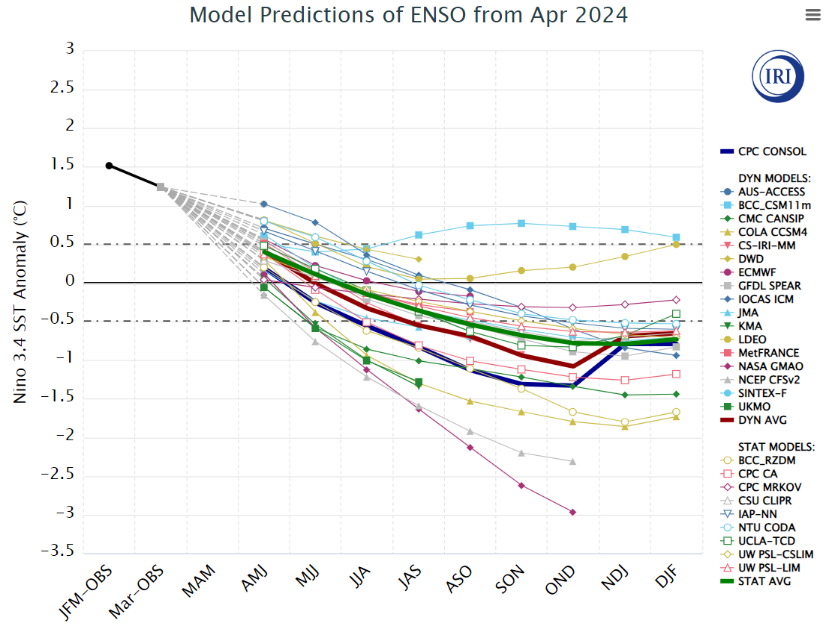 Model Predictions of ENSO from Apr 2024
3
2.5
2
1.5
1
0.5
0
−0.5
−1
−1.5
−2
−2.5
−3
−3.5
Nino 3.4 SST Anomaly (°C)
JFM-OBS
Mar-OBS
MAM
AMJ
MJJ
JJA
JAS
ASO
SON
OND
NDJ
DJF
IRI
CPC CONSOL
DYN MODELS:
AUS-ACCESS
BCC_CSM11m
CMC CANSIP
COLA CCSM4
CS-IRI-MM
DWD
ECMWF
GFDL SPEAR
IOCAS ICM
JMA
KMA
LDEO
MetFRANCE
NASA GMAO
NCEP CFSv2
SINTEX-F
UKMO
DYN AVG
STAT MODELS:
BCC_RZDM
CPC CA
CPC MRKOV
CSU CLIPR
IAP-NN
NTU CODA
UCLA-TCD
UW PSL-CSLIM
UW PSL-LIM
STAT AVG